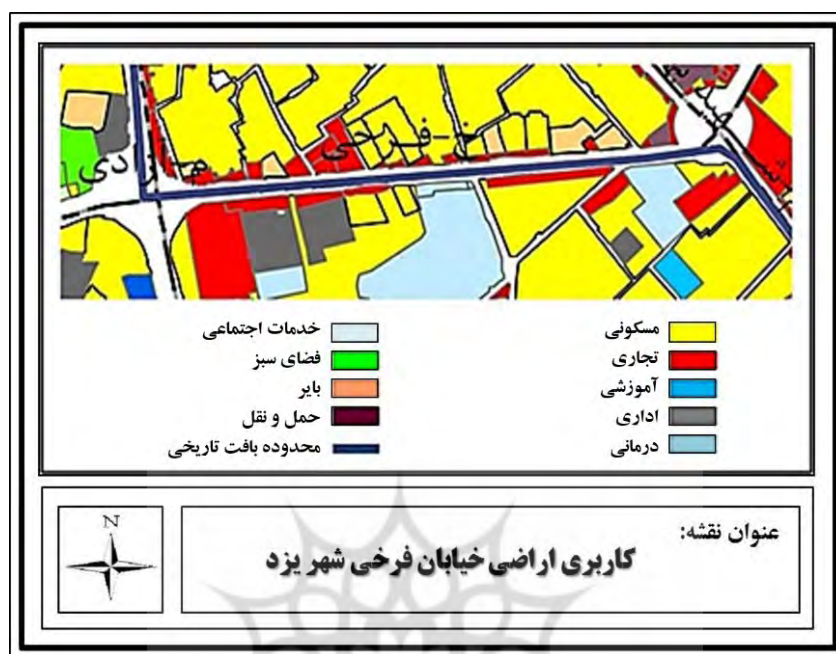 خ-فرخی
مسکونی
تجاری
آموزشی
اداری
درمانی
خدمات اجتماعی
فضای سبز
بایر
حمل و نقل
محدوده بافت تاریخی
عنوان نقشه:
کاربری اراضی خیابان فرخی شهر یزد
N